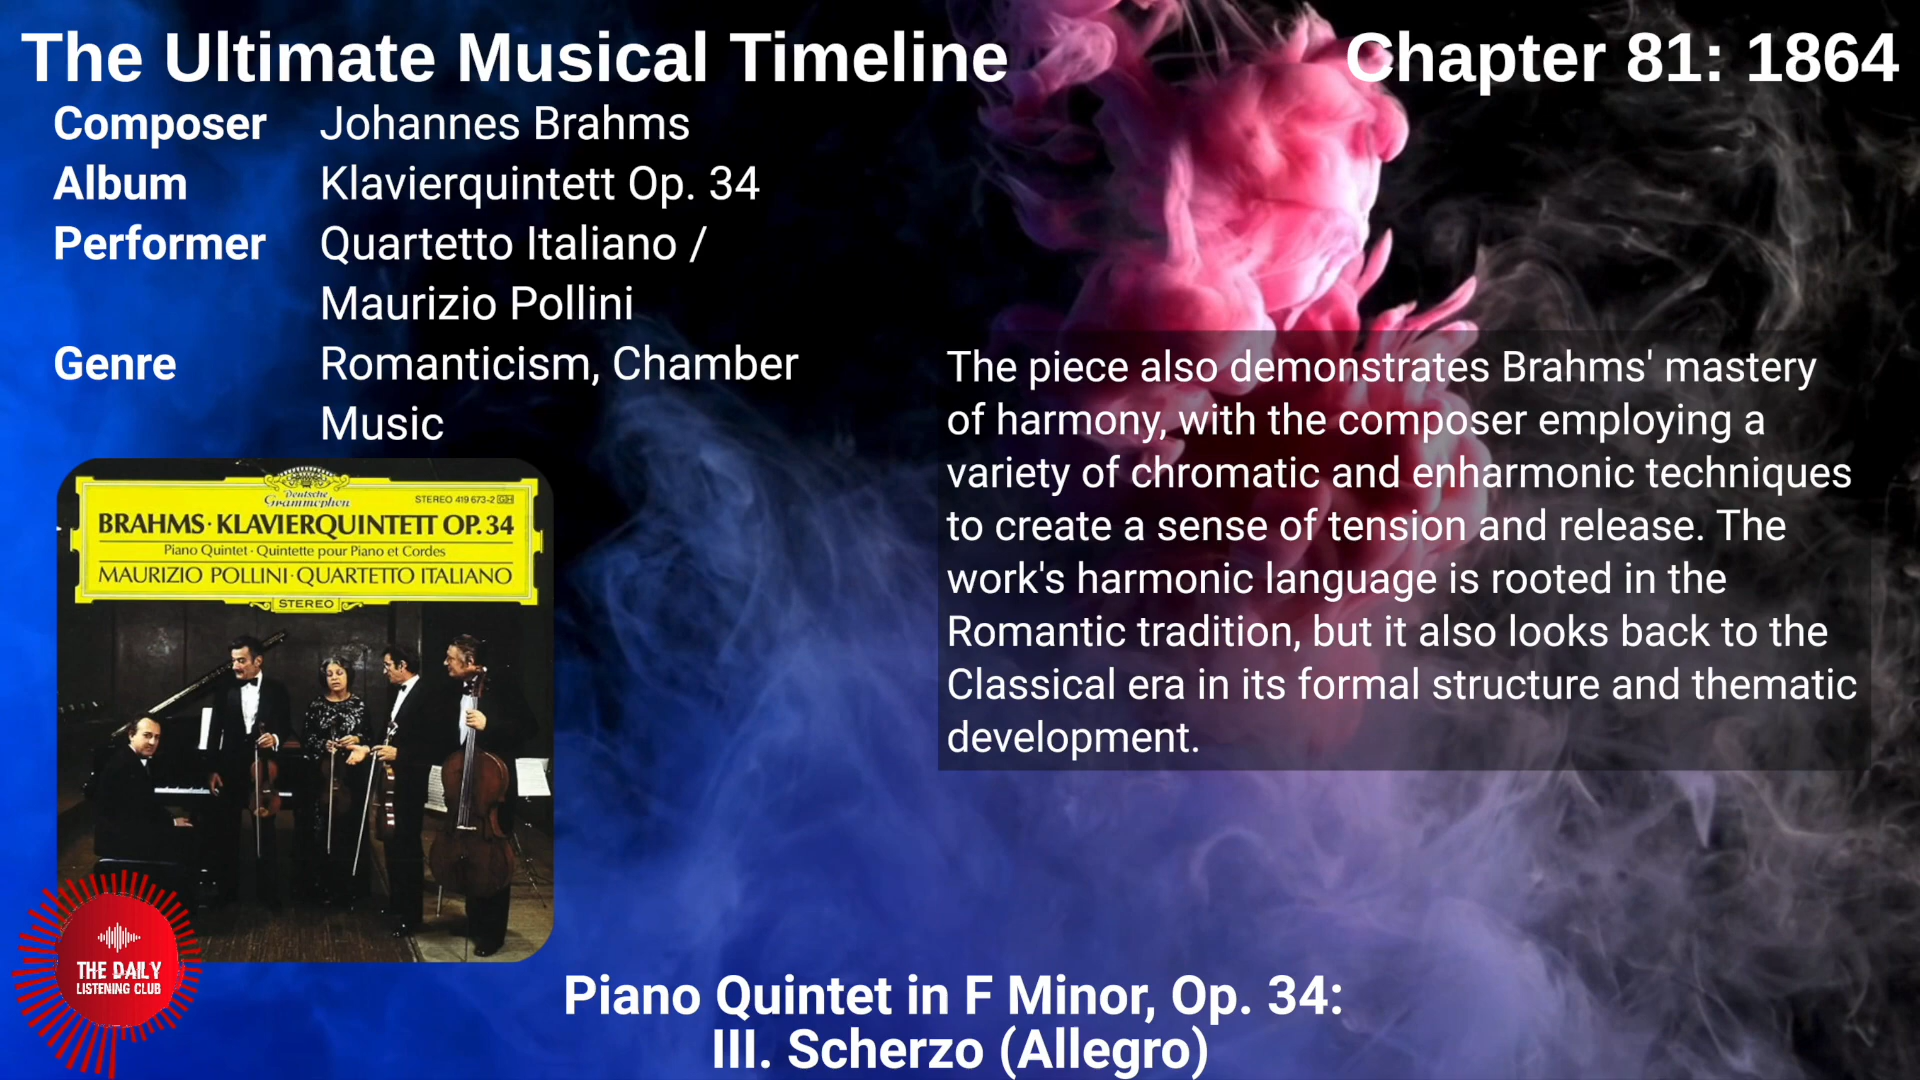 The Ultimate Musical Timeline
Chapter 81: 1864
Composer Johannes Brahms
Album Klavierquintett Op. 34
Performer Quartetto Italiano /
Maurizio Pollini
Genre Romanticism, Chamber
Music
Deutsche
Grammophon
STEREO 419 673-2 GH
BRAHMS · KLAVIERQUINTETT OP. 34
Piano Quintet · Quintette pour Piano et Cordes
MAURIZIO POLLINI · QUARTETTO ITALIANO
STEREO
The piece also demonstrates Brahms' mastery
of harmony, with the composer employing a
variety of chromatic and enharmonic techniques
to create a sense of tension and release. The
work's harmonic language is rooted in the
Romantic tradition, but it also looks back to the
Classical era in its formal structure and thematic
development.
THE DAILY
LISTENING CLUB
Piano Quintet in F Minor, Op. 34:
III. Scherzo (Allegro)